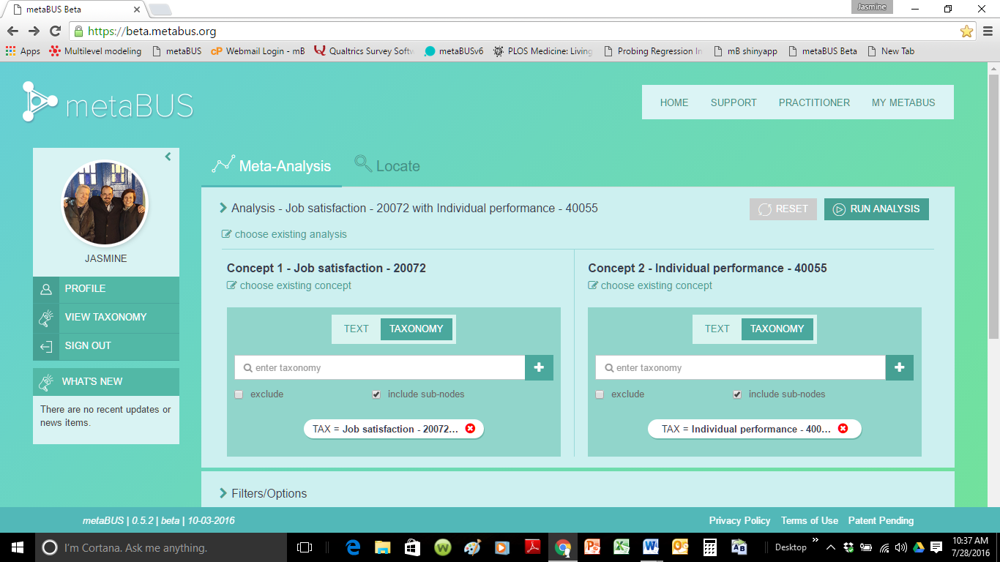 metaBUS Beta
Jasmine
https://beta.metabus.org
Apps
Multilevel modeling
metaBUS
cP Webmail Login - mB
Qualtrics Survey Softw
metaBUSv6
PLOS Medicine: Living
Probing Regression In
mB shinyapp
metaBUS Beta
New Tab
metaBUS
HOME
SUPPORT
PRACTITIONER
MY METABUS
JASMINE
PROFILE
VIEW TAXONOMY
SIGN OUT
WHAT'S NEW
There are no recent updates or
news items.
Meta-Analysis
Locate
Analysis - Job satisfaction - 20072 with Individual performance - 40055
RESET
RUN ANALYSIS
choose existing analysis
Concept 1 - Job satisfaction - 20072
choose existing concept
TEXT
TAXONOMY
enter taxonomy
exclude
include sub-nodes
TAX = Job satisfaction - 20072...
Concept 2 - Individual performance - 40055
choose existing concept
TEXT
TAXONOMY
enter taxonomy
exclude
include sub-nodes
TAX = Individual performance - 400...
Filters/Options
metaBUS | 0.5.2 | beta | 10-03-2016
Privacy Policy
Terms of Use
Patent Pending
I'm Cortana. Ask me anything.
Desktop
10:37 AM
7/28/2016